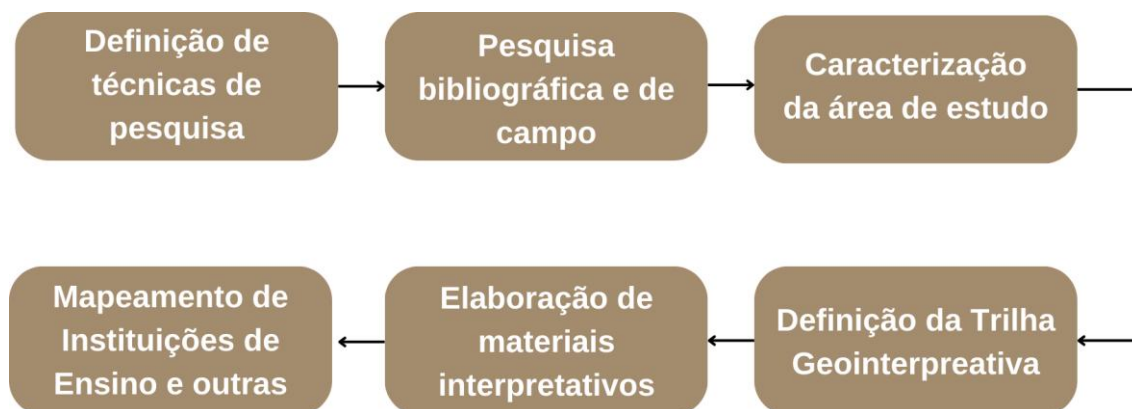 Definição de
técnicas de
pesquisa
Pesquisa
bibliográfica e de
campo
Caracterização
da área de estudo
Definição da Trilha
Geointerpreativa
Elaboração de
materiais
interpretativos
Mapeamento de
Instituições de
Ensino e outras